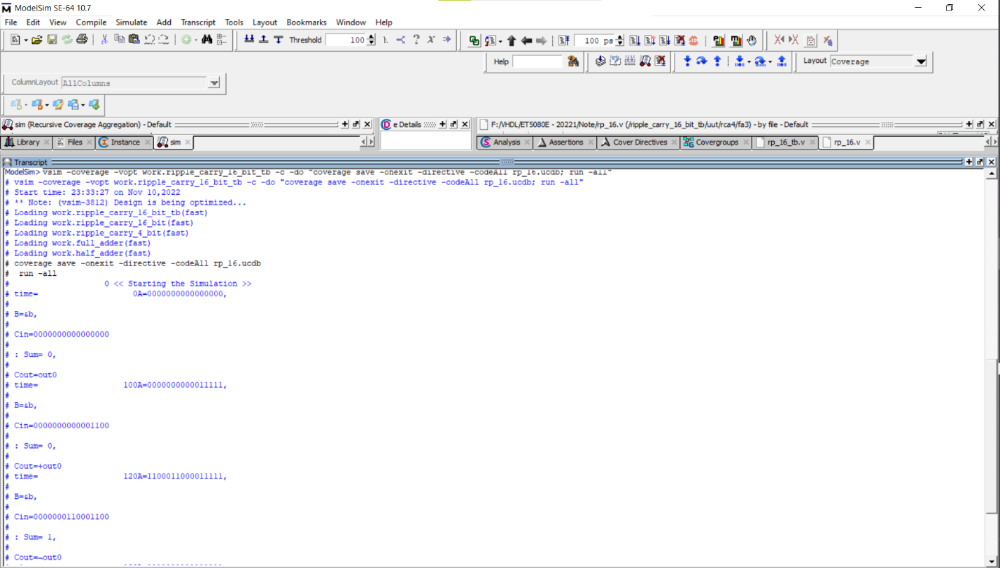 ModelSim SE-64 10.7
File Edit View Compile Simulate Add Transcript Tools Layout Bookmarks Window Help
Threshold 100 100 ps
Help Layout Coverage
ColumnLayout AllColumns
sim (Recursive Coverage Aggregation) - Default e Details F:/VHDL/ET5080E - 20221/Note/rp_16.v (/ripple_carry_16_bit_tb/uut/rca4/fa3) - by file - Default
Library Files Instance sim Analysis Assertions Cover Directives Covergroups rp_16_tb.v rp_16.v
Transcript
ModelSim> vsim -coverage -vopt work.ripple_carry_16_bit_tb -c -do "coverage save -onexit -directive -codeAll rp_16.ucdb; run -all"
# vsim -coverage -vopt work.ripple_carry_16_bit_tb -c -do "coverage save -onexit -directive -codeAll rp_16.ucdb; run -all"
# Start time: 23:33:27 on Nov 10,2022
# ** Note: (vsim-3812) Design is being optimized...
# Loading work.ripple_carry_16_bit_tb(fast)
# Loading work.ripple_carry_16_bit(fast)
# Loading work.ripple_carry_4_bit(fast)
# Loading work.full_adder(fast)
# Loading work.half_adder(fast)
# coverage save -onexit -directive -codeAll rp_16.ucdb
# run -all
# 0 << Starting the Simulation >>
# time= 0A=0000000000000000,
#
# B=&b,
#
# Cin=0000000000000000
#
# : Sum= 0,
#
# Cout=out0
# time= 100A=0000000000011111,
#
# B=&b,
#
# Cin=0000000000001100
#
# : Sum= 0,
#
# Cout=+out0
# time= 120A=1100011000011111,
#
# B=&b,
#
# Cin=0000000110001100
#
# : Sum= 1,
#
# Cout=¬out0